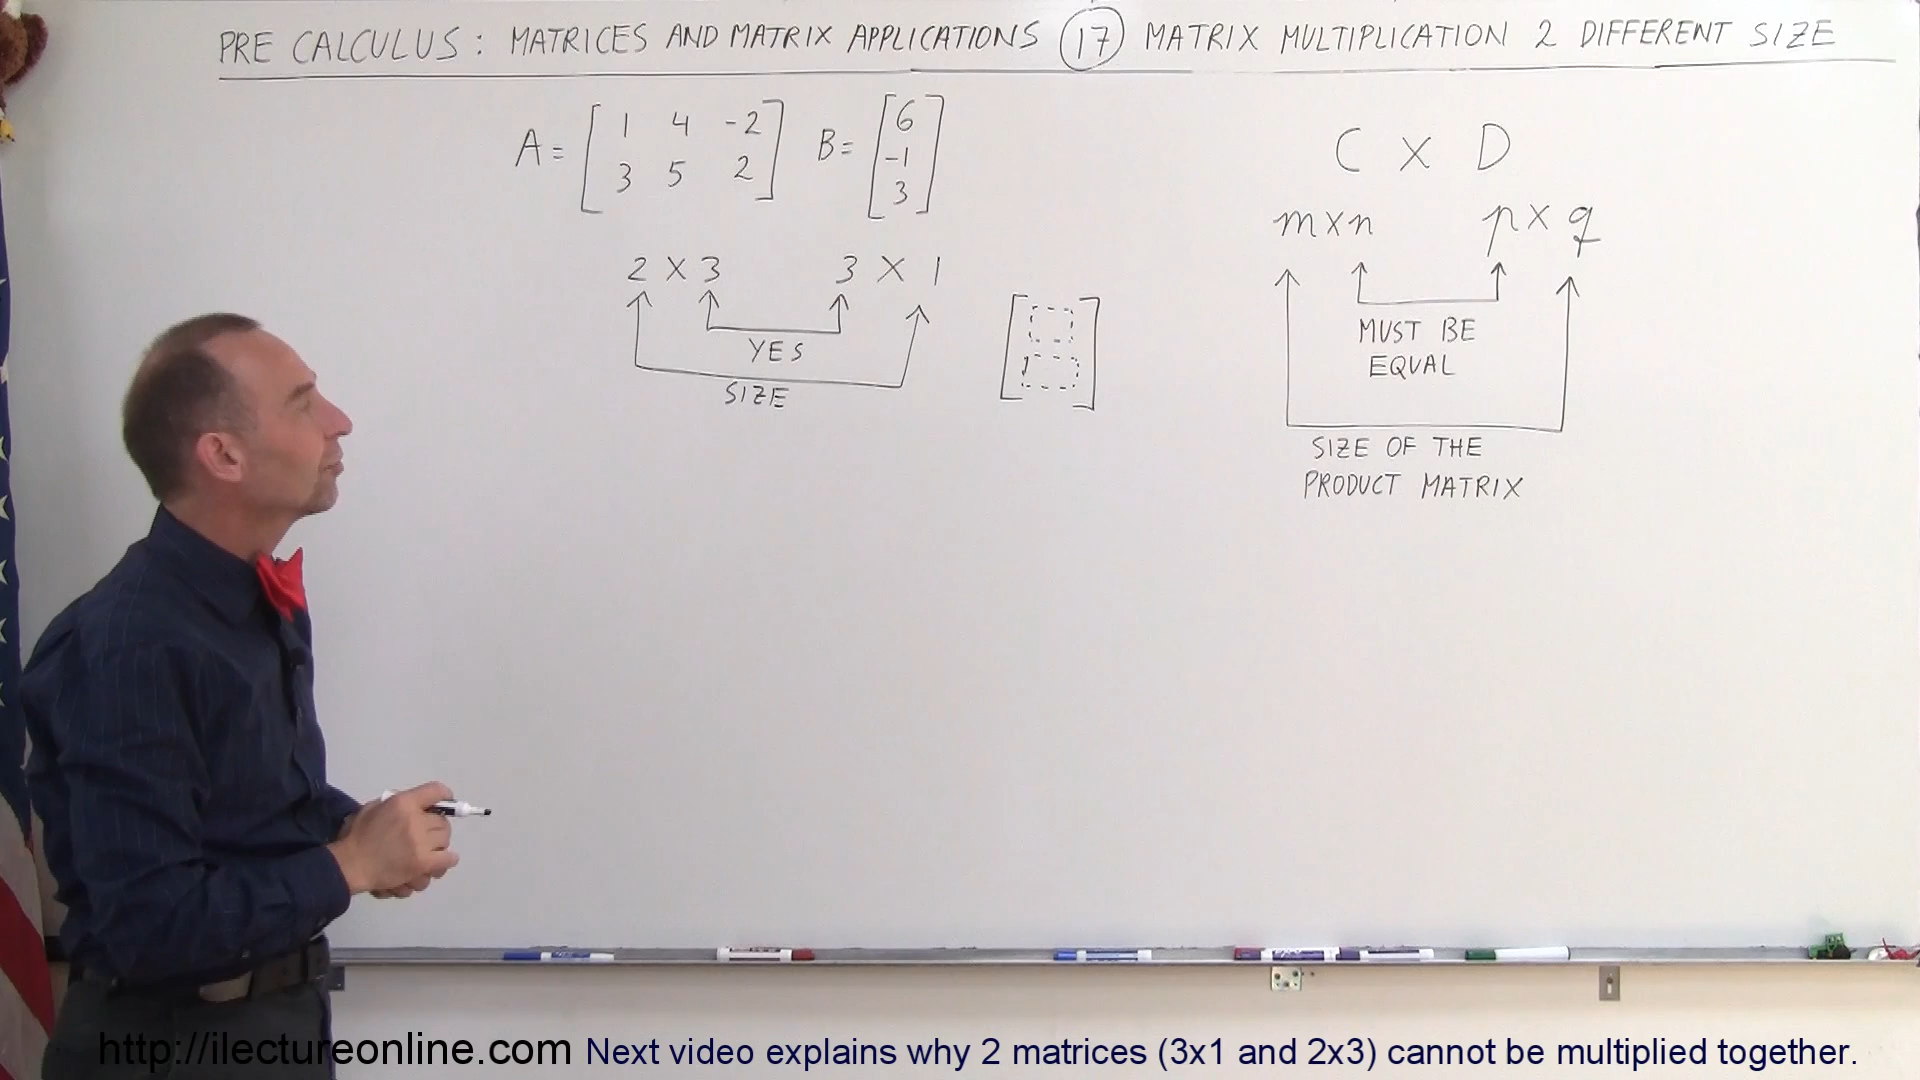 PRE CALCULUS: MATRICES AND MATRIX APPLICATIONS 17 MATRIX MULTIPLICATION 2 DIFFERENT SIZE
A = [ 1 4 -2
3 5 2 ]
B = [ 6
-1
3 ]
2 X 3 3 X 1
YES
SIZE
C X D
m X n p X q
MUST BE
EQUAL
SIZE OF THE
PRODUCT MATRIX
http://ilectureonline.com Next video explains why 2 matrices (3x1 and 2x3) cannot be multiplied together.